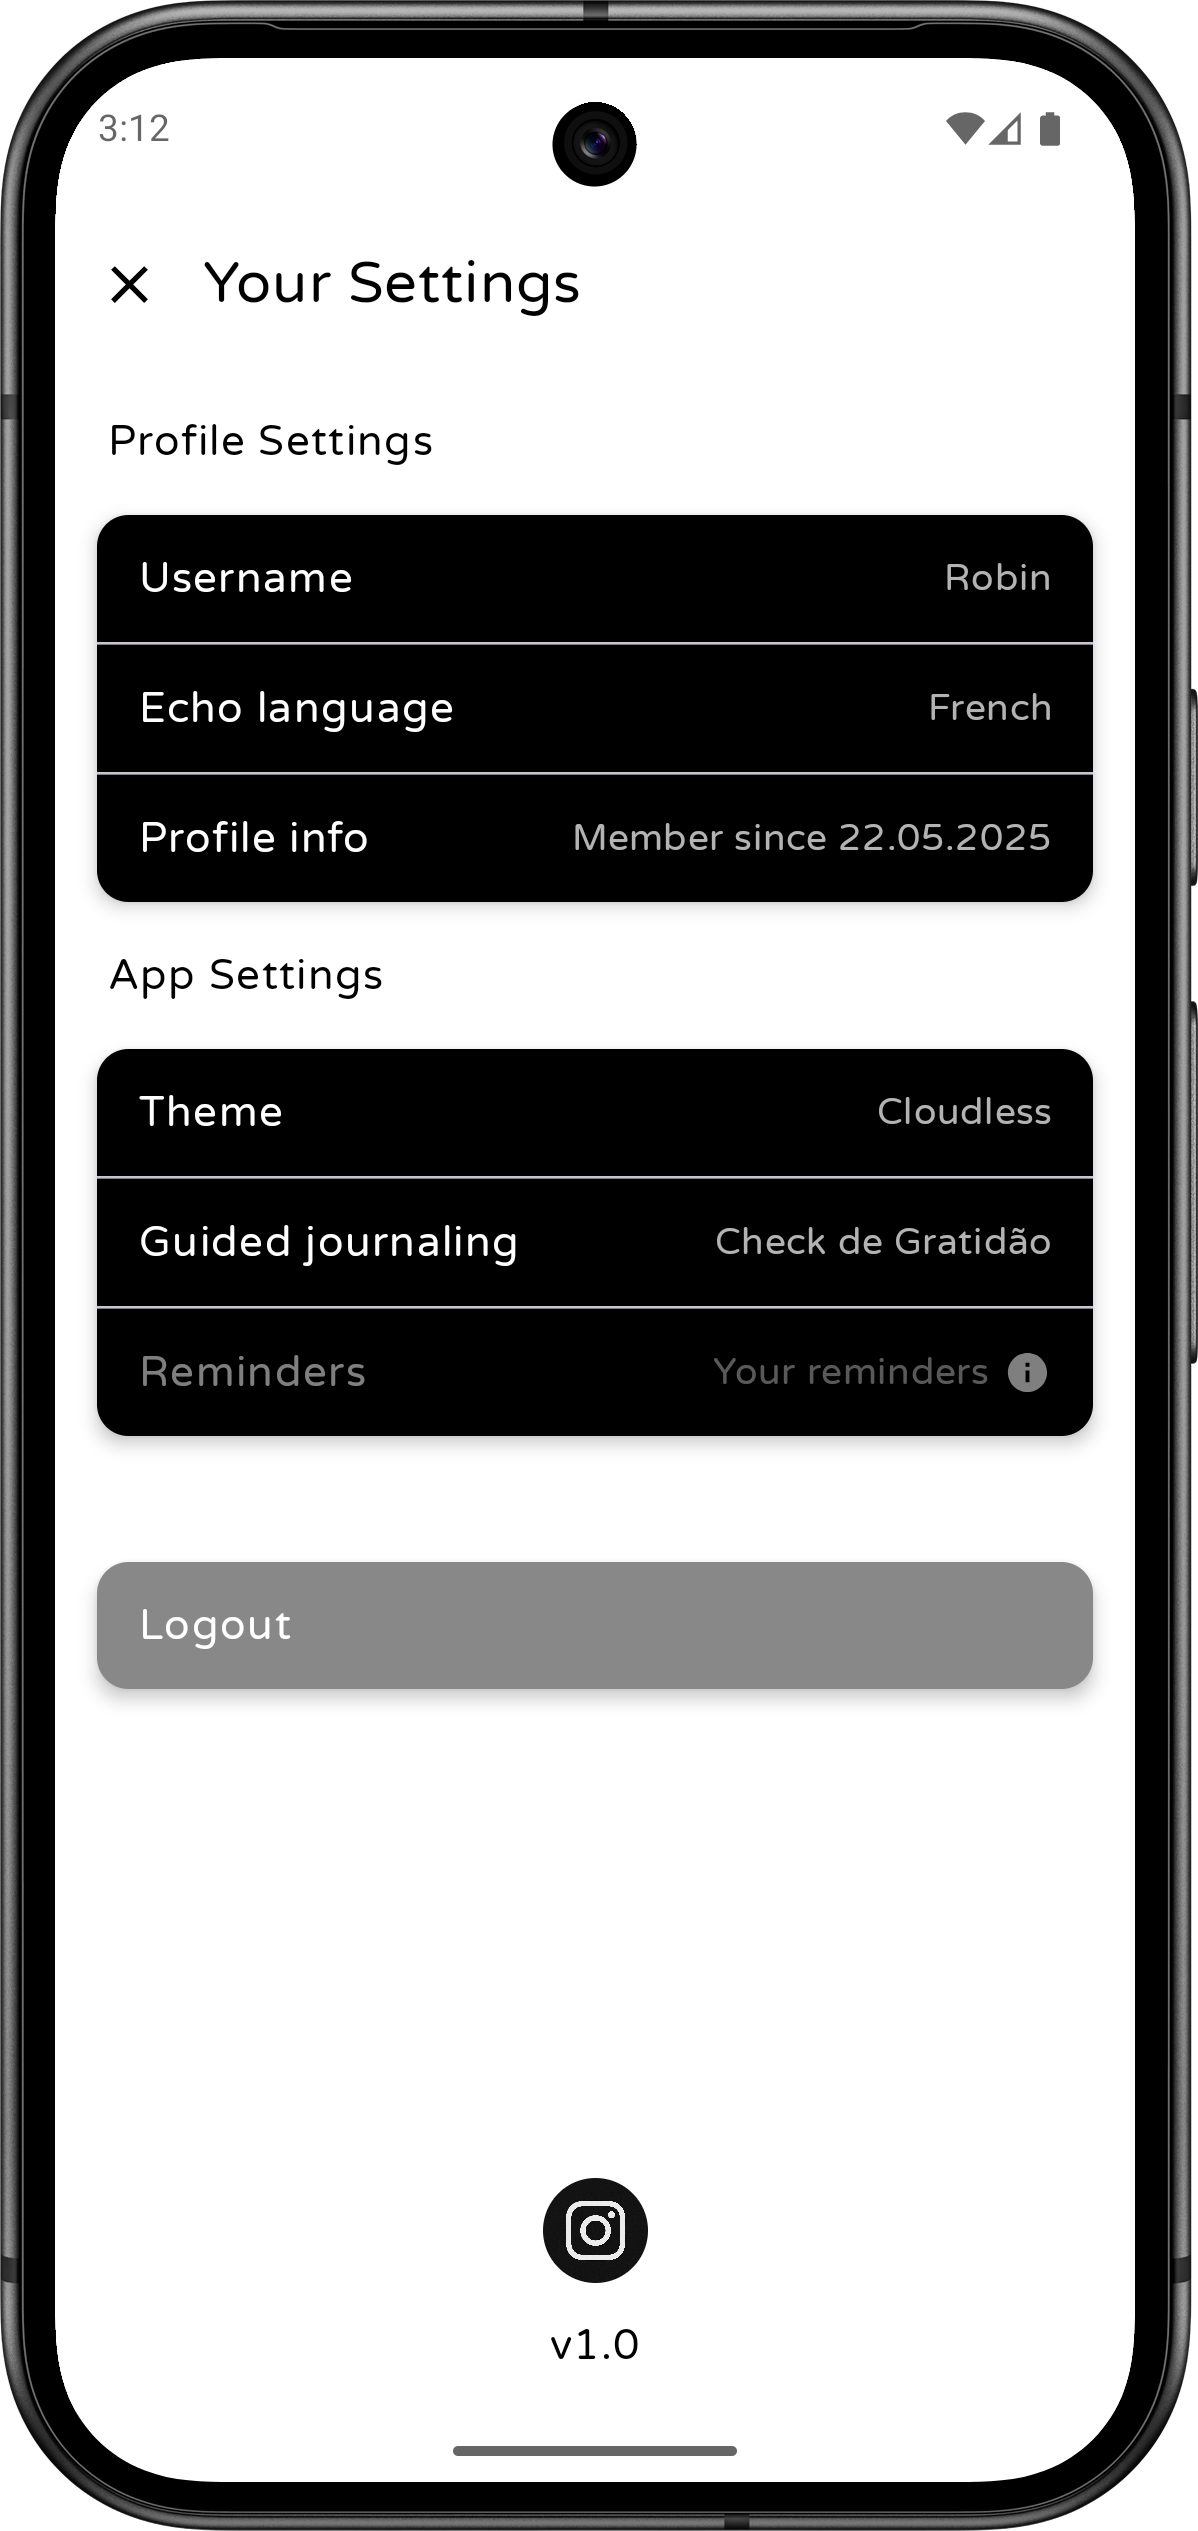 3:12
Your Settings
Profile Settings
Username Robin
Echo language French
Profile info Member since 22.05.2025
App Settings
Theme Cloudless
Guided journaling Check de Gratidão
Reminders Your reminders
Logout
v1.0